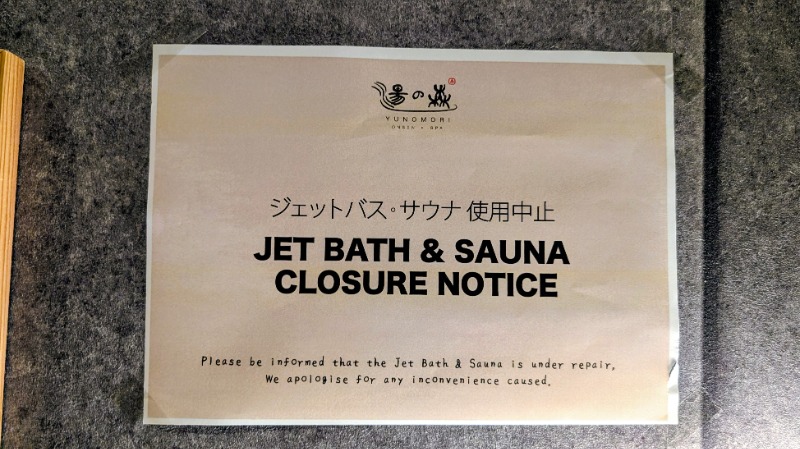 湯の森
YUNOMORI
ONSEN & SPA
ジェットバス。サウナ 使用中止
JET BATH & SAUNA
CLOSURE NOTICE
Please be informed that the Jet Bath & Sauna is under repair.
We apologise for any inconvenience caused.